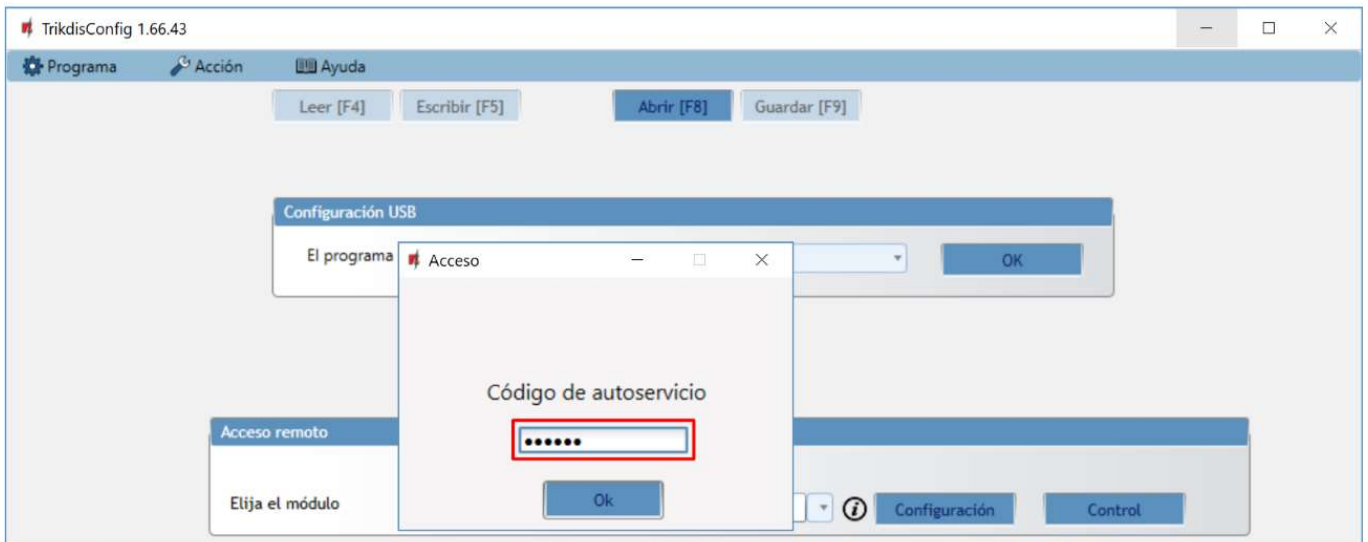 TrikdisConfig 1.66.43
Programa Acción Ayuda
Leer [F4] Escribir [F5] Abrir [F8] Guardar [F9]
Configuración USB
El programa
OK
Acceso
Código de autoservicio
••••••
Ok
Acceso remoto
Elija el módulo
Configuración Control